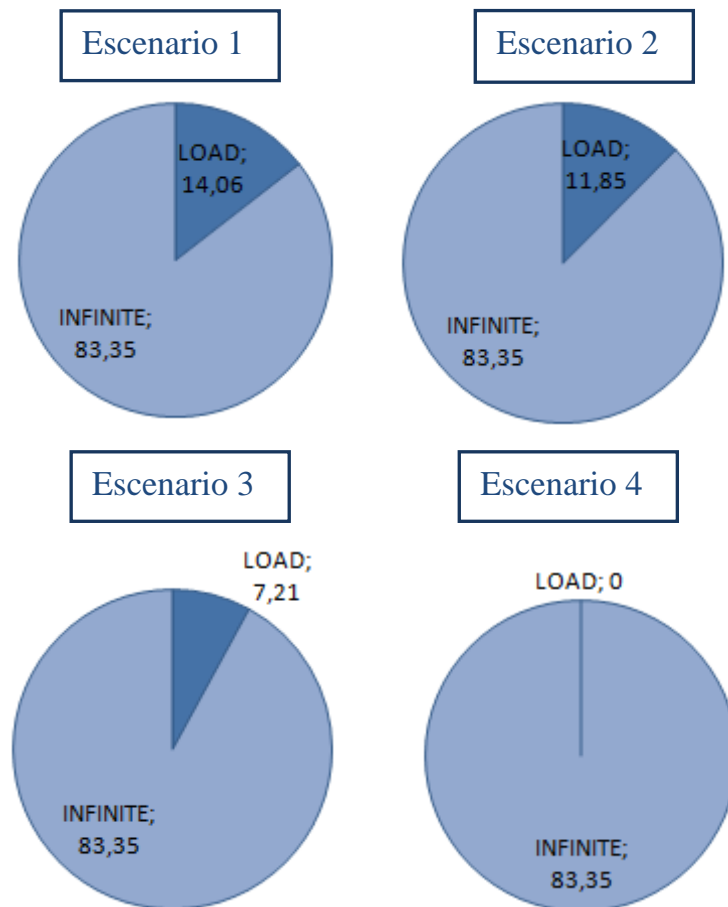 Escenario 1
LOAD;
14,06
INFINITE;
83,35
Escenario 2
LOAD;
11,85
INFINITE;
83,35
Escenario 3
LOAD;
7,21
INFINITE;
83,35
Escenario 4
LOAD; 0
INFINITE;
83,35